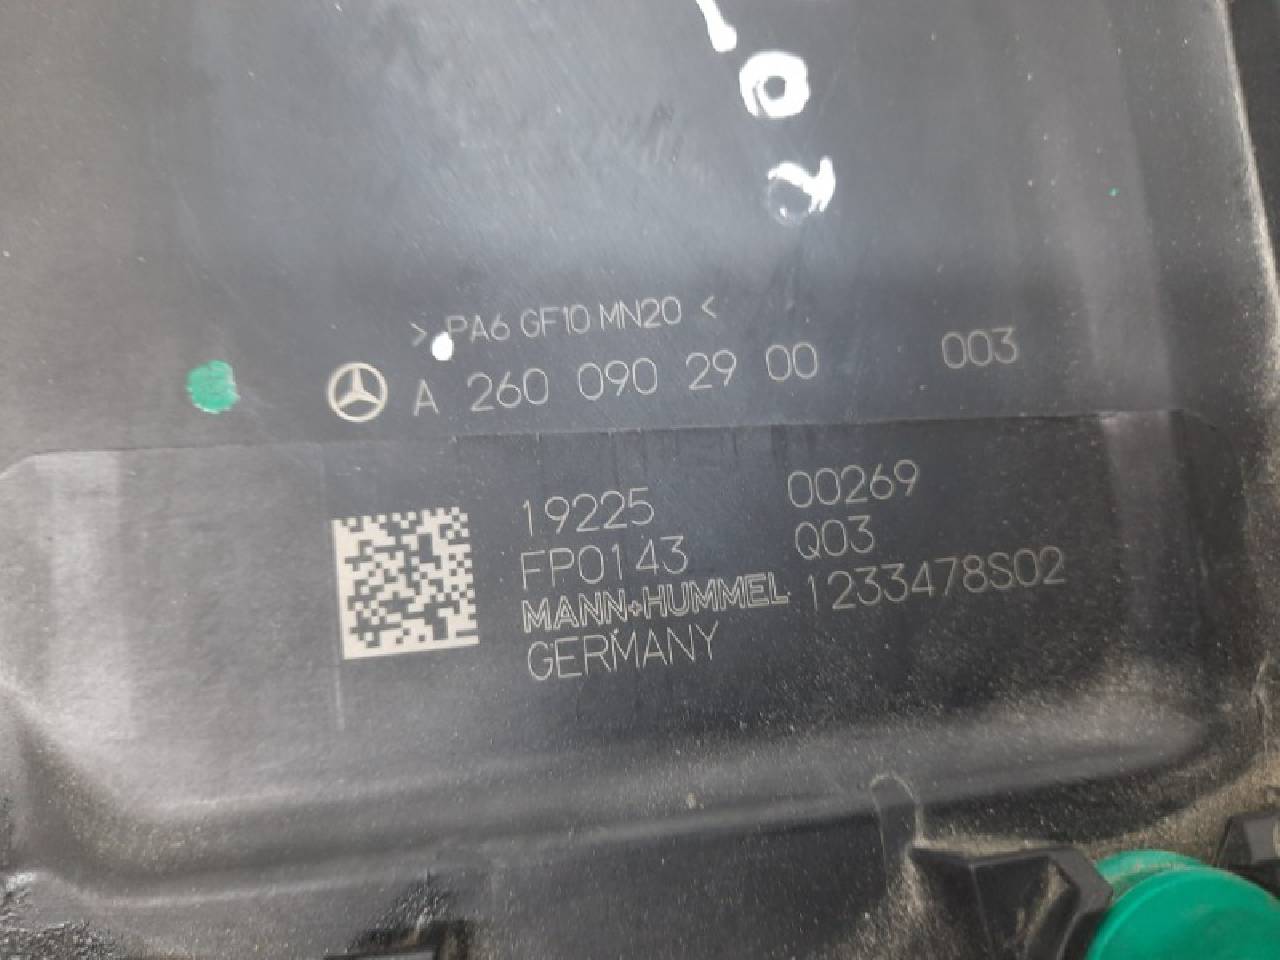 > PA6 GF10 MN20 <
A 260 090 29 00 003
19225 00269
FP0143 Q03
MANN+HUMMEL 1233478S02
GERMANY